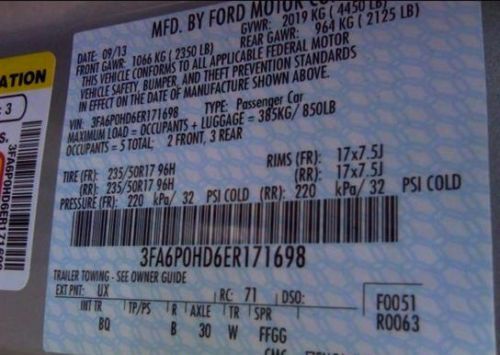 MFD. BY FORD MOTOR CO
DATE: 09/13
GVWR: 2019 KG ( 4450 LB)
FRONT GAWR: 1066 KG ( 2350 LB)
REAR GAWR: 964 KG ( 2125 LB)
THIS VEHICLE CONFORMS TO ALL APPLICABLE FEDERAL MOTOR
VEHICLE SAFETY, BUMPER, AND THEFT PREVENTION STANDARDS
IN EFFECT ON THE DATE OF MANUFACTURE SHOWN ABOVE.
VIN: 3FA6P0HD6ER171698 TYPE: Passenger Car
MAXIMUM LOAD = OCCUPANTS + LUGGAGE = 385KG/ 850LB
OCCUPANTS = 5 TOTAL: 2 FRONT, 3 REAR
TIRE (FR): 235/50R17 96H RIMS (FR): 17x7.5J
(RR): 235/50R17 96H (RR): 17x7.5J
PRESSURE (FR): 220 kPa/ 32 PSI COLD (RR): 220 kPa/ 32 PSI COLD
3FA6P0HD6ER171698
TRAILER TOWING - SEE OWNER GUIDE
EXT PNT: UX RC: 71 DSO:
INT TR TP/PS R AXLE TR SPR
BQ B 30 W FFGG
F0051
R0063
ATION
: 3
3FA6P0HD6ER171698